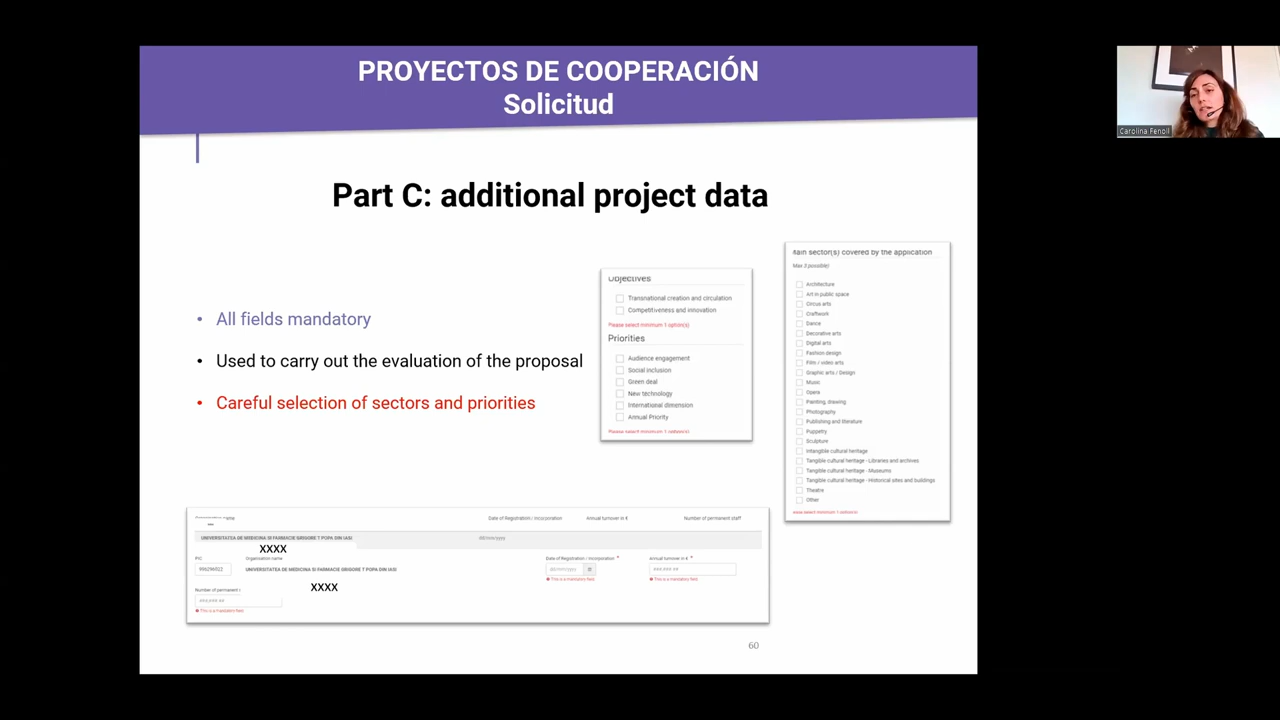 PROYECTOS DE COOPERACIÓN
Solicitud
Carolina Fenoll
Part C: additional project data
• All fields mandatory
• Used to carry out the evaluation of the proposal
• Careful selection of sectors and priorities
Objectives
Transnational creation and circulation
Competitiveness and innovation
Please select minimum 1 option(s)
Priorities
Audience engagement
Social inclusion
Green deal
New technology
International dimension
Annual Priority
Please select minimum 1 option(s)
Main sector(s) covered by the application
Max 3 possible!
Architecture
Art in public space
Circus arts
Craftwork
Dance
Decorative arts
Digital arts
Fashion design
Film / video arts
Graphic arts / Design
Music
Opera
Painting, drawing
Photography
Publishing and literature
Puppetry
Sculpture
Intangible cultural heritage
Tangible cultural heritage - Libraries and archives
Tangible cultural heritage - Museums
Tangible cultural heritage - Historical sites and buildings
Theatre
Other
select minimum 1 option(s)
Date of Registration / Incorporation Annual turnover in € Number of permanent staff
UNIVERSITATEA DE MEDICINA SI FARMACIE GRIGORE T POPA DIN IASI dd/mm/yyyy
XXXX
PIC Organisation name Date of Registration / Incorporation * Annual turnover in € *
UNIVERSITATEA DE MEDICINA SI FARMACIE GRIGORE T POPA DIN IASI dd/mm/yyyy ###,###.##
This is a mandatory field This is a mandatory field
XXXX
Number of permanent
###,###.##
This is a mandatory field
60